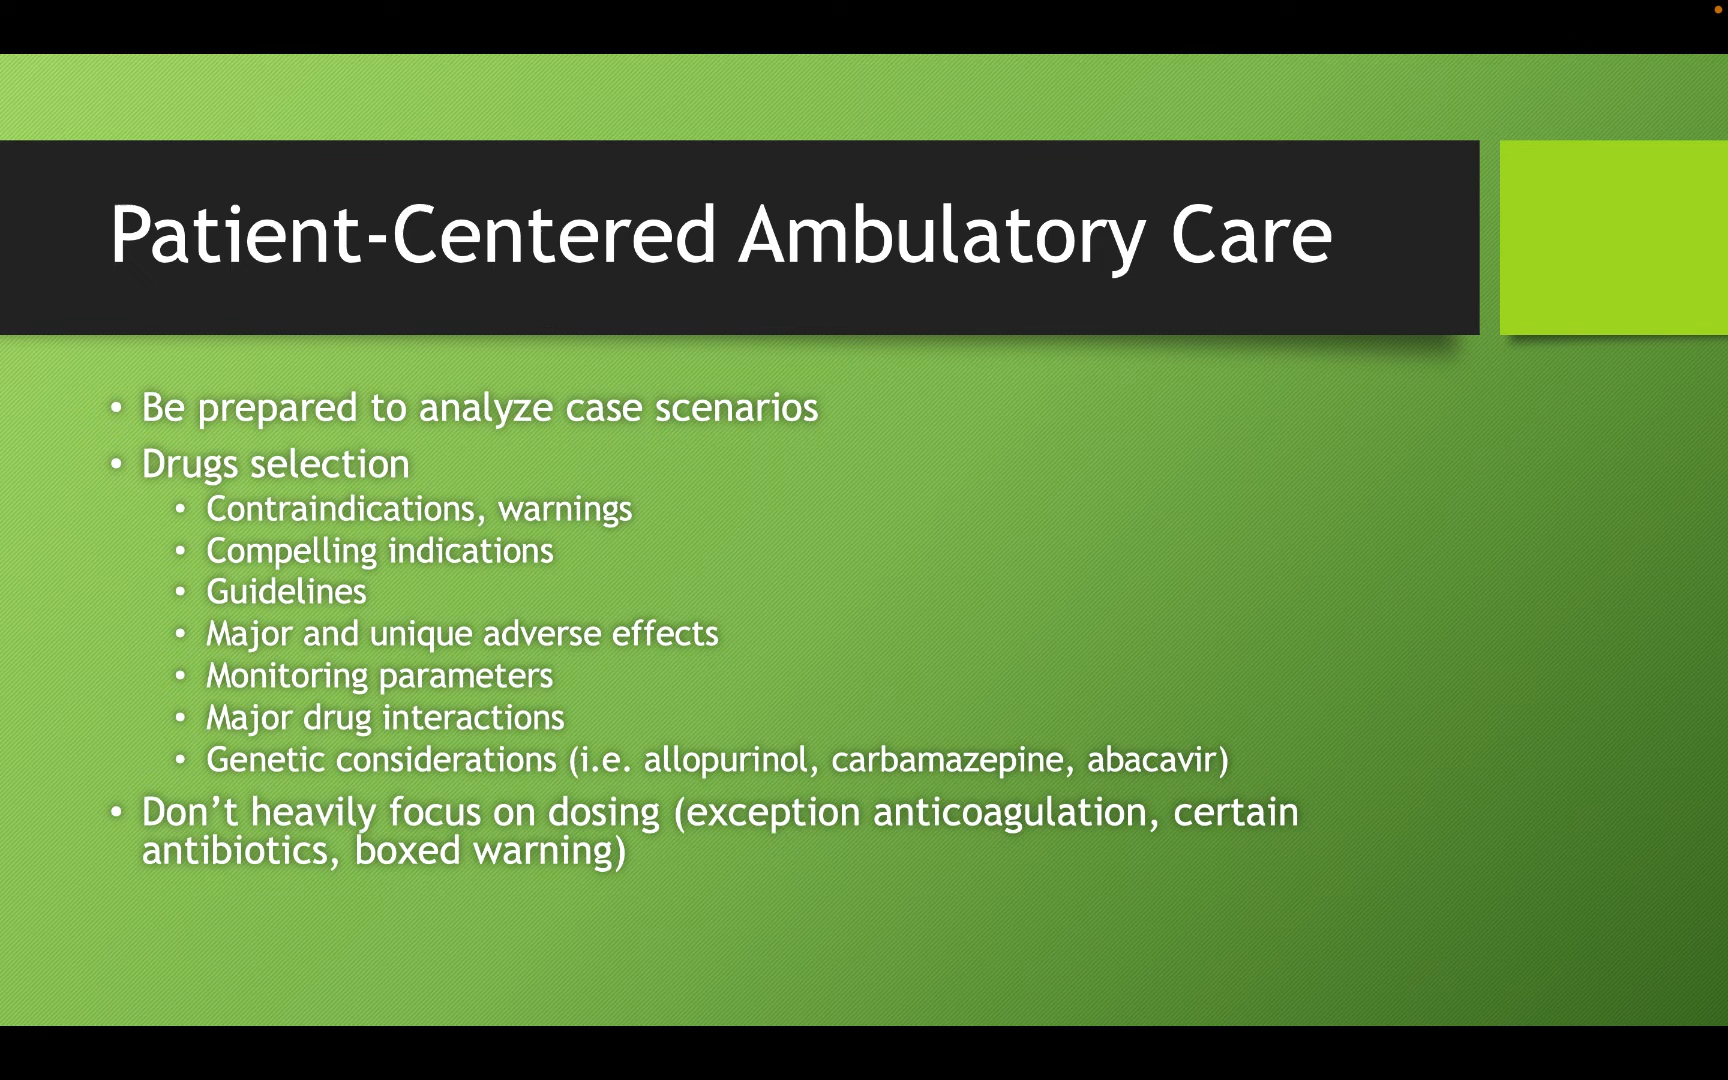 Patient-Centered Ambulatory Care
• Be prepared to analyze case scenarios
• Drugs selection
• Contraindications, warnings
• Compelling indications
• Guidelines
• Major and unique adverse effects
• Monitoring parameters
• Major drug interactions
• Genetic considerations (i.e. allopurinol, carbamazepine, abacavir)
• Don’t heavily focus on dosing (exception anticoagulation, certain
antibiotics, boxed warning)